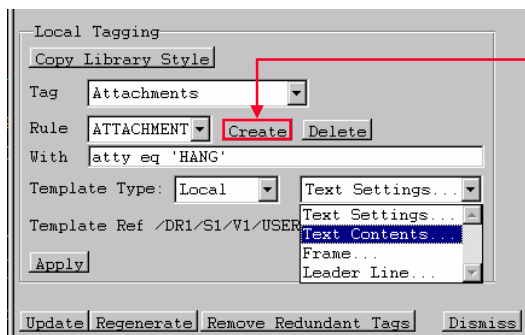 Local Tagging
Copy Library Style
Tag Attachments
Rule ATTACHMENT Create Delete
With atty eq 'HANG'
Template Type: Local Text Settings...
Text Settings...
Template Ref /DR1/S1/V1/USER
Text Contents...
Frame...
Apply
Leader Line...
Update Regenerate Remove Redundant Tags Dismiss